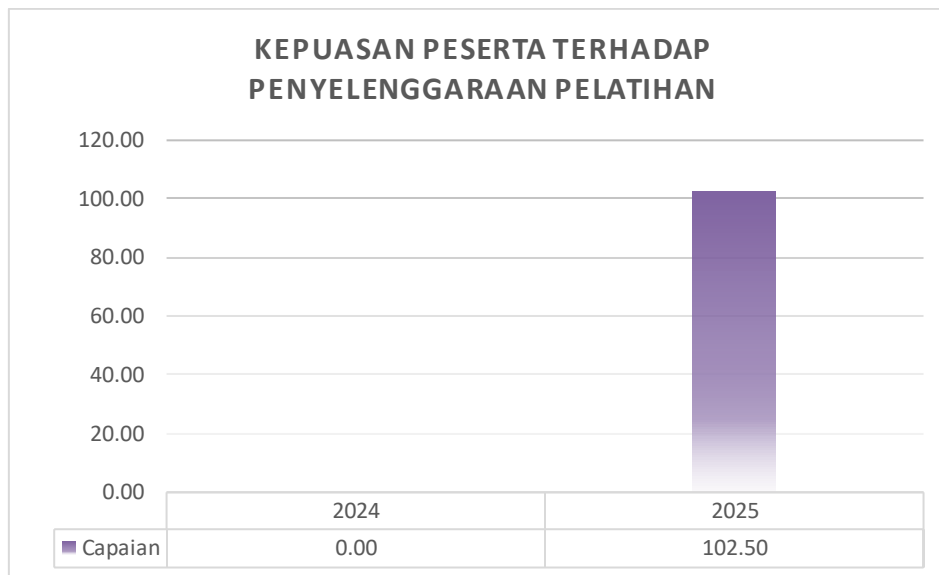 KEPUASAN PESERTA TERHADAP
PENYELENGGARAAN PELATIHAN
120.00
100.00
80.00
60.00
40.00
20.00
0.00
2024 2025
Capaian 0.00 102.50